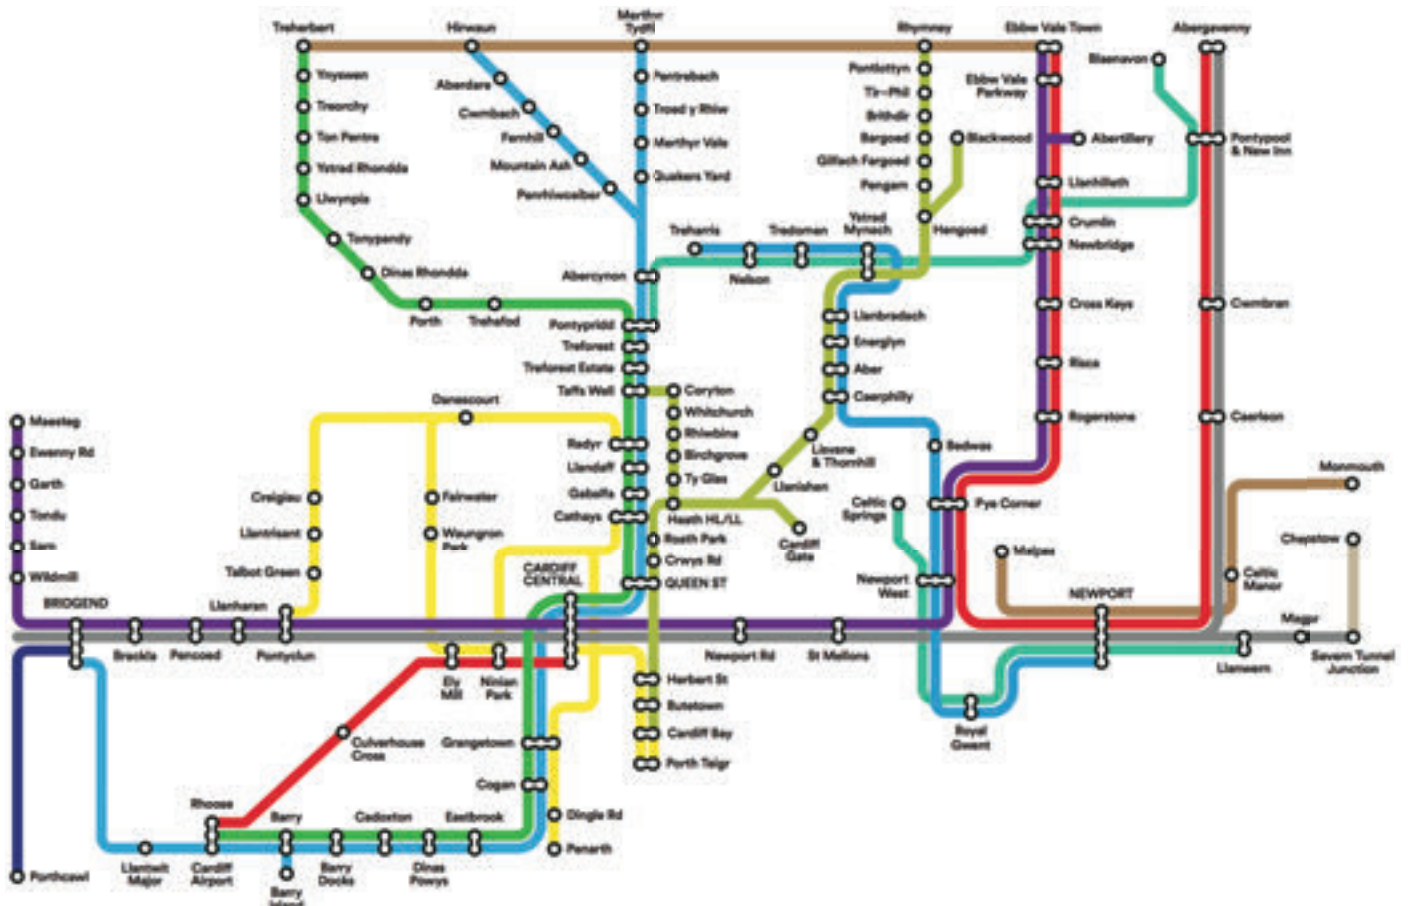 Treherbert
Hirwaun
Merthyr
Tydfil
Rhymney
Ebbw Vale Town
Abergavenny
Ynyswen
Treorchy
Ton Pentre
Ystrad Rhondda
Llwynpia
Tonypandy
Dinas Rhondda
Porth
Trehafod
Aberdare
Cwmbach
Fernhill
Mountain Ash
Penrhiwceiber
Pentrebach
Troed y Rhiw
Merthyr Vale
Quakers Yard
Abercynon
Pontypridd
Treforest
Treforest Estate
Taffs Well
Radyr
Llandaff
Gabalfa
Cathays
QUEEN ST
CARDIFF
CENTRAL
Pontlottyn
Tir-Phil
Brithdir
Bargoed
Gilfach Fargoed
Pengam
Blackwood
Hengoed
Ystrad
Mynach
Treharris
Tredomen
Nelson
Llanbradach
Energlyn
Aber
Caerphilly
Lisvane
& Thornhill
Llanishen
Cardiff
Gate
Coryton
Whitchurch
Rhiwbina
Birchgrove
Ty Glas
Heath HL/LL
Roath Park
Crwys Rd
Ebbw Vale
Parkway
Abertillery
Llanhilleth
Crumlin
Newbridge
Cross Keys
Risca
Rogerstone
Blaenavon
Pontypool
& New Inn
Cwmbran
Caerleon
Bedwas
Pye Corner
Celtic
Springs
Newport
West
Malpas
NEWPORT
Monmouth
Celtic
Manor
Chepstow
Magor
Severn Tunnel
Junction
Llanwern
Royal
Gwent
Newport Rd
St Mellons
Maesteg
Ewenny Rd
Garth
Tondu
Sarn
Wildmill
BRIDGEND
Brackla
Pencoed
Llanharan
Pontyclun
Danescourt
Creigiau
Llantrisant
Talbot Green
Fairwater
Waungron
Park
Ely
Mill
Ninian
Park
Culverhouse
Cross
Herbert St
Butetown
Cardiff Bay
Porth Teigr
Grangetown
Cogan
Dingle Rd
Penarth
Eastbrook
Cadoxton
Barry
Rhoose
Dinas
Powys
Barry
Docks
Barry
Island
Cardiff
Airport
Llantwit
Major
Porthcawl